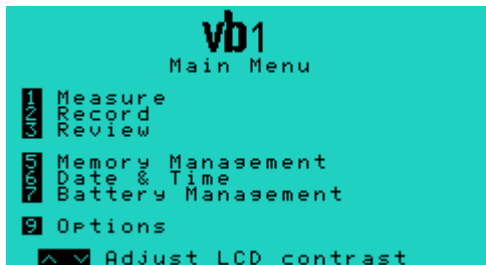 vb1
Main Menu
1 Measure
2 Record
3 Review
5 Memory Management
6 Date & Time
7 Battery Management
9 Options
Adjust LCD contrast